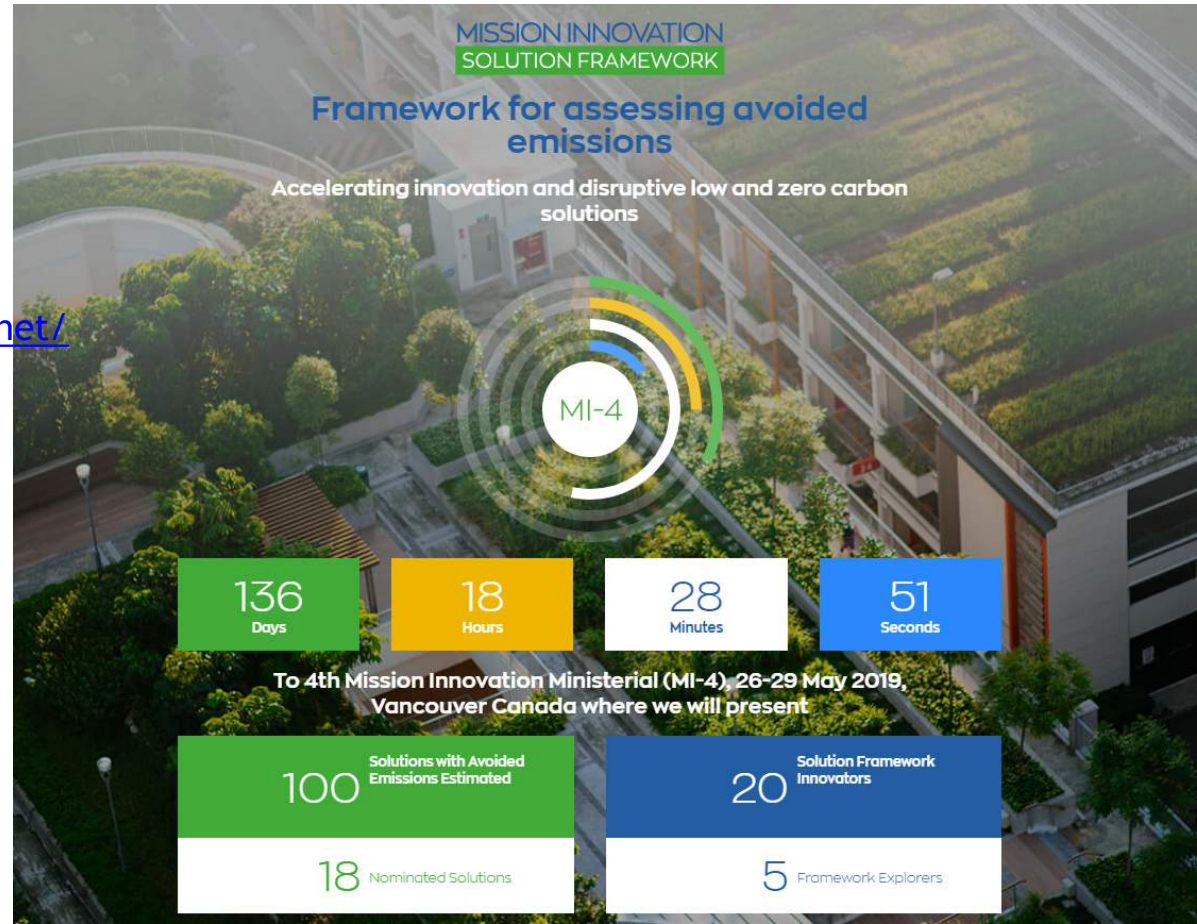 MISSION INNOVATION
SOLUTION FRAMEWORK
Framework for assessing avoided
emissions
Accelerating innovation and disruptive low and zero carbon
solutions
net/
MI-4
136
Days
18
Hours
28
Minutes
51
Seconds
To 4th Mission Innovation Ministerial (MI-4), 26-29 May 2019,
Vancouver Canada where we will present
100
Solutions with Avoided
Emissions Estimated
20
Solution Framework
Innovators
18 Nominated Solutions
5 Framework Explorers